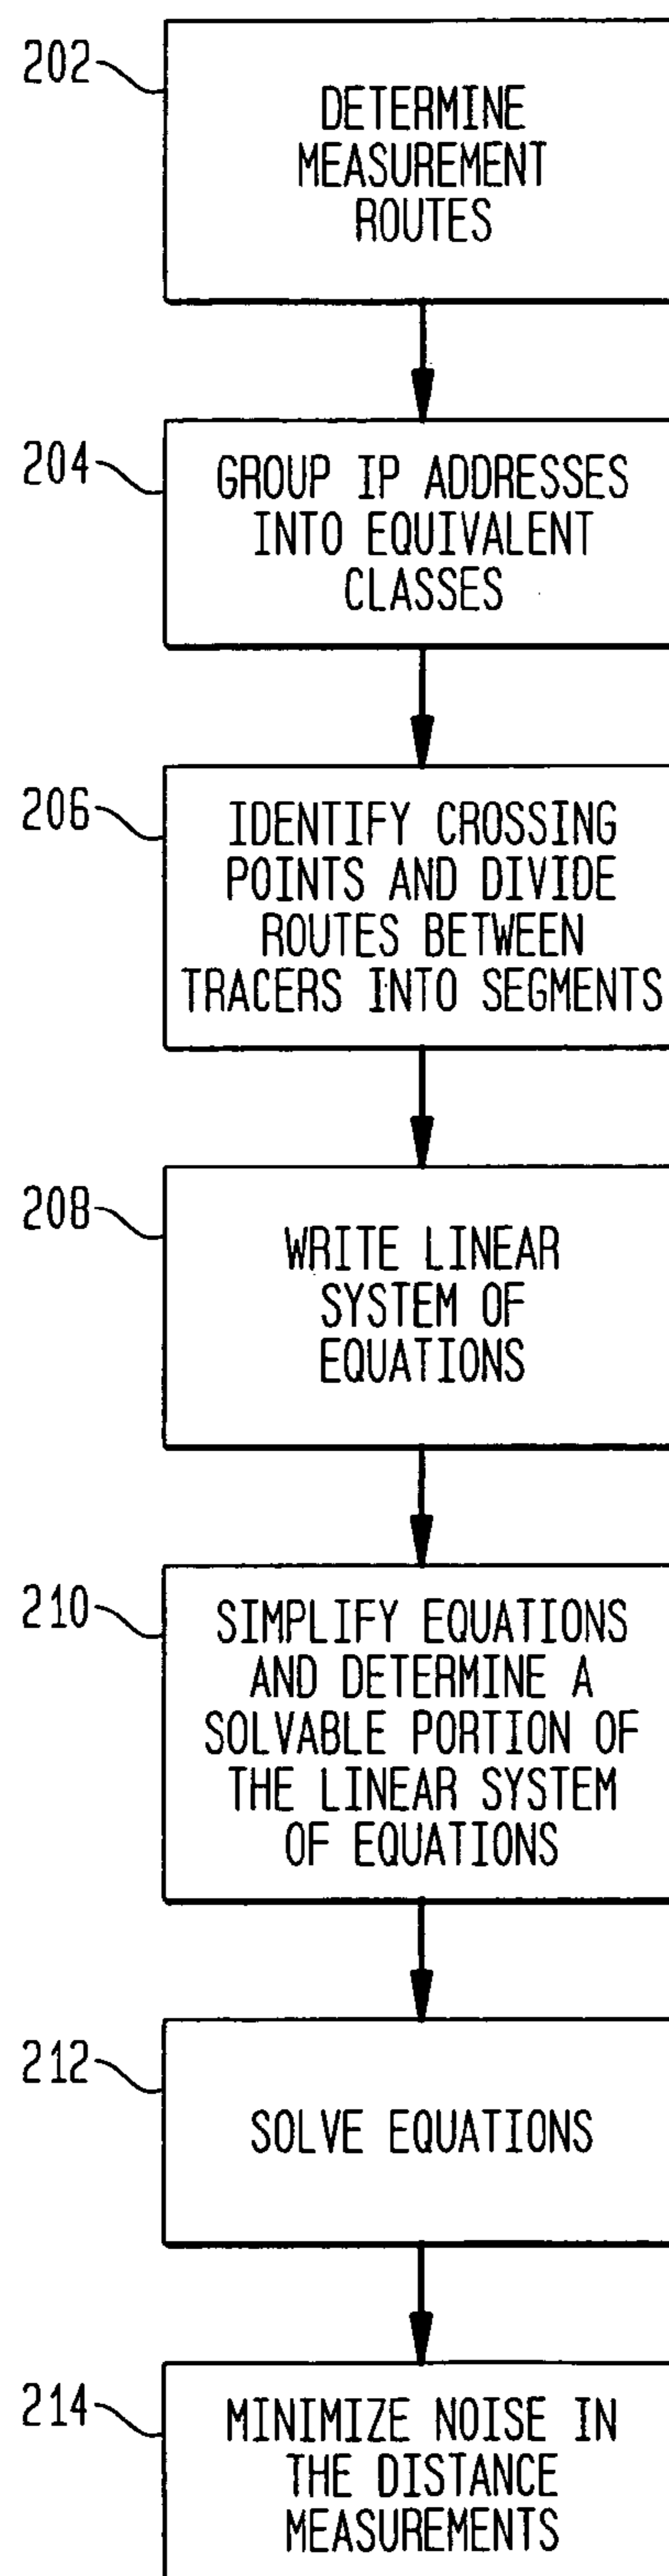 202
DETERMINE
MEASUREMENT
ROUTES
204
GROUP IP ADDRESSES
INTO EQUIVALENT
CLASSES
206
IDENTIFY CROSSING
POINTS AND DIVIDE
ROUTES BETWEEN
TRACERS INTO SEGMENTS
208
WRITE LINEAR
SYSTEM OF
EQUATIONS
210
SIMPLIFY EQUATIONS
AND DETERMINE A
SOLVABLE PORTION OF
THE LINEAR SYSTEM
OF EQUATIONS
212
SOLVE EQUATIONS
214
MINIMIZE NOISE IN
THE DISTANCE
MEASUREMENTS